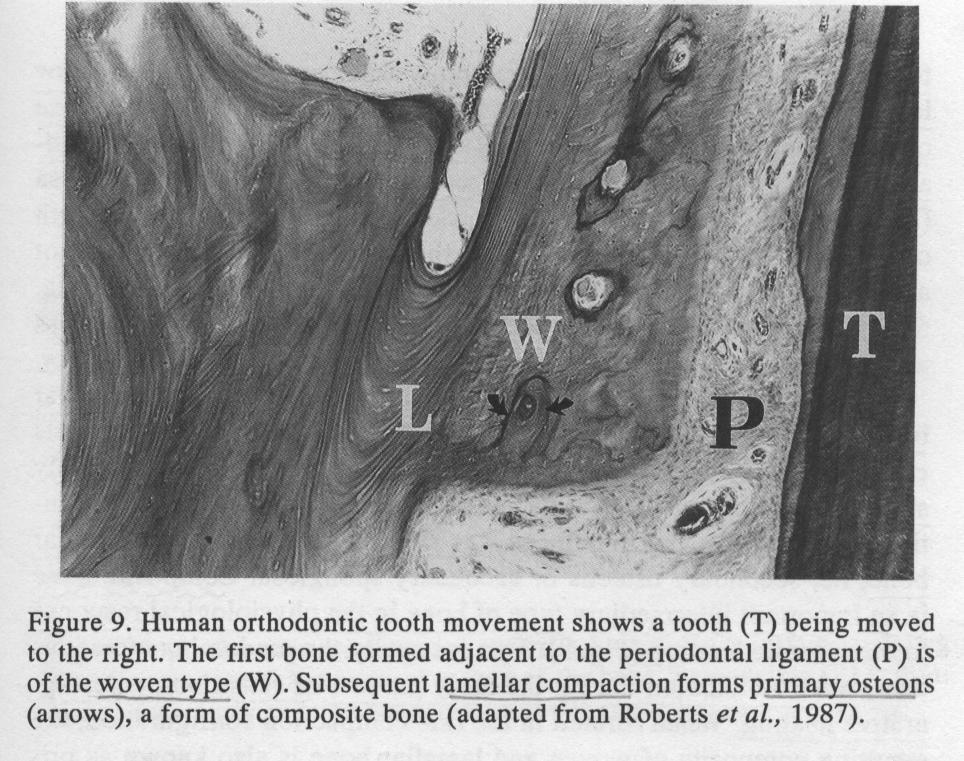 W
L
P
T
Figure 9. Human orthodontic tooth movement shows a tooth (T) being moved
to the right. The first bone formed adjacent to the periodontal ligament (P) is
of the woven type (W). Subsequent lamellar compaction forms primary osteons
(arrows), a form of composite bone (adapted from Roberts et al., 1987).